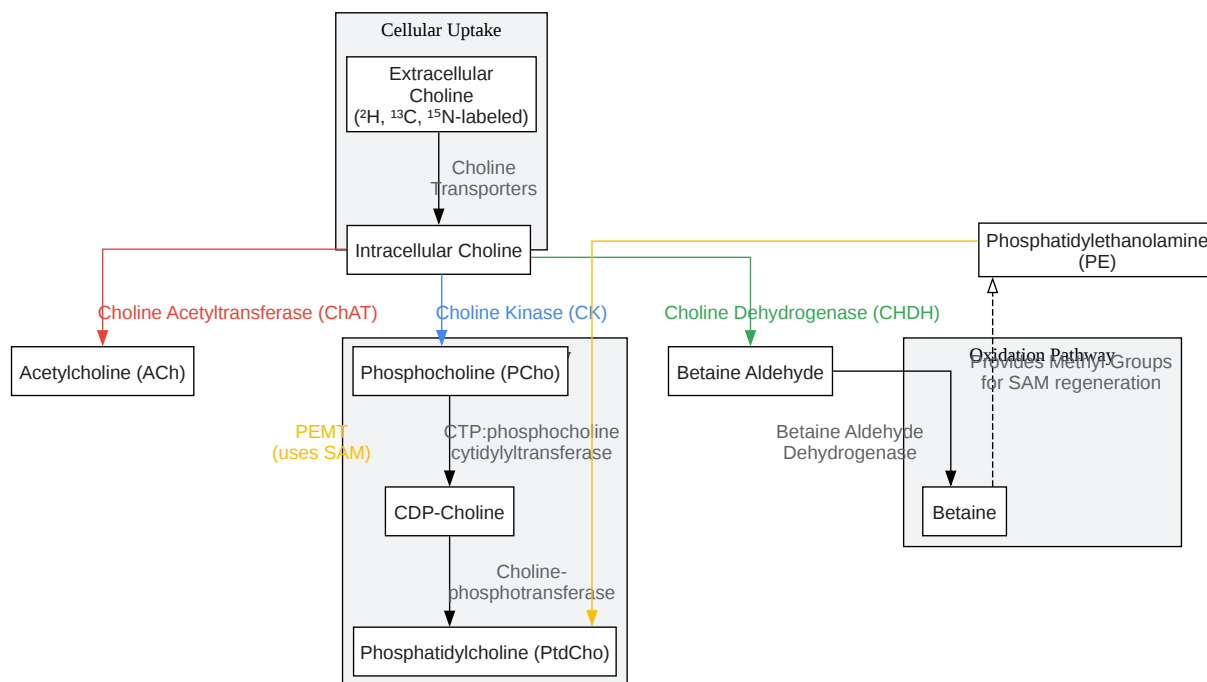 Cellular Uptake
Extracellular
Choline
(²H, ¹³C, ¹⁵N-labeled)
Choline
Transporters
Intracellular Choline
Phosphatidylethanolamine
(PE)
Choline Acetyltransferase (ChAT)
Choline Kinase (CK)
Choline Dehydrogenase (CHDH)
Acetylcholine (ACh)
Phosphocholine (PCho)
Betaine Aldehyde
Oxidation Pathway
Provides Methyl Groups
for SAM regeneration
PEMT
(uses SAM)
CTP:phosphocholine
cytidylyltransferase
Betaine Aldehyde
Dehydrogenase
CDP-Choline
Betaine
Choline-
phosphotransferase
Phosphatidylcholine (PtdCho)